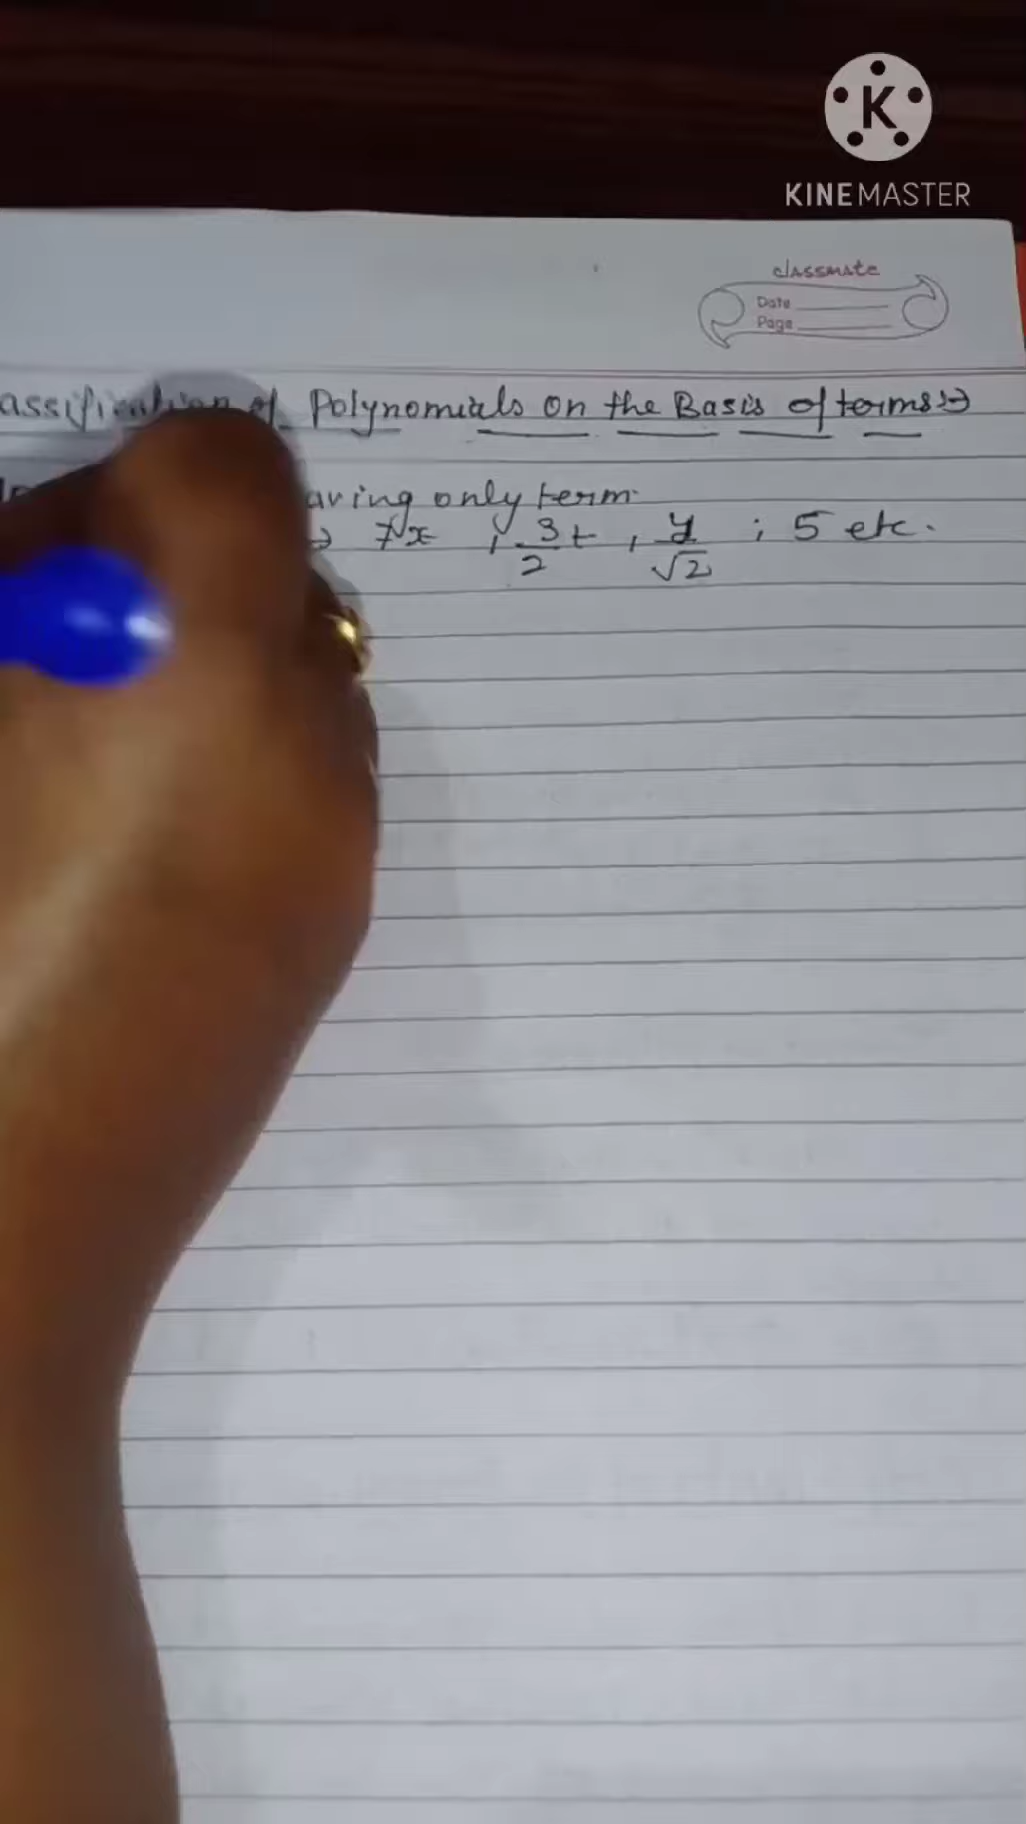 KINEMASTER
classmate
Date
Page
assification of Polynomials on the Basis of terms:→
aving only term.
→ 7x , 3/2 t , y/√2 ; 5 etc.